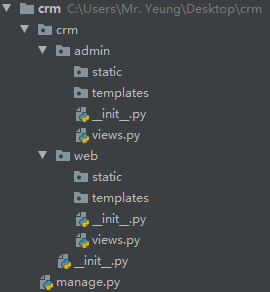 crm C:\Users\Mr. Yeung\Desktop\crm
crm
admin
static
templates
__init__.py
views.py
web
static
templates
__init__.py
views.py
__init__.py
manage.py